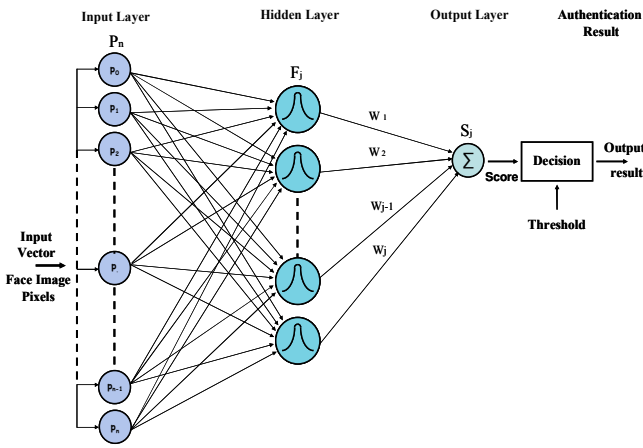 Input Layer
Hidden Layer
Output Layer
Authentication
Result
Pn
Fj
Sj
P0
P1
P2
Pn-1
Pn
W 1
W 2
Wj-1
Wj
Σ
Score
Decision
Output
result
Threshold
Input
Vector
Face Image
Pixels